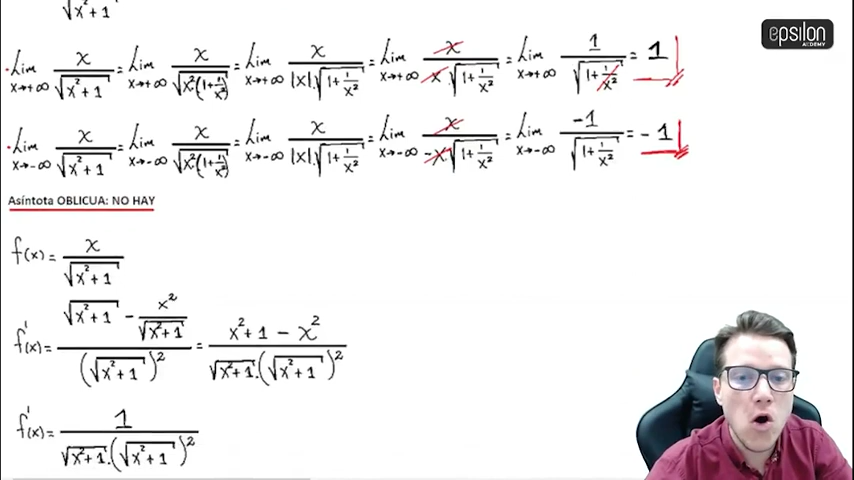 √(x²+1)
epsilon
ACADEMY
Lim x→+∞ x/√(x²+1) = Lim x→+∞ x/√(x²·(1+1/x²)) = Lim x→+∞ x/(|x|·√(1+1/x²)) = Lim x→+∞ x/(x·√(1+1/x²)) = Lim x→+∞ 1/√(1+1/x²) = 1
Lim x→-∞ x/√(x²+1) = Lim x→-∞ x/√(x²·(1+1/x²)) = Lim x→-∞ x/(|x|·√(1+1/x²)) = Lim x→-∞ x/(-x·√(1+1/x²)) = Lim x→-∞ -1/√(1+1/x²) = -1
Asíntota OBLICUA: NO HAY
f(x) = x/√(x²+1)
f'(x) = (√(x²+1) - x²/√(x²+1))/(√(x²+1))² = (x²+1 - x²)/(√(x²+1)·(√(x²+1))²)
f'(x) = 1/(√(x²+1)·(√(x²+1))²)